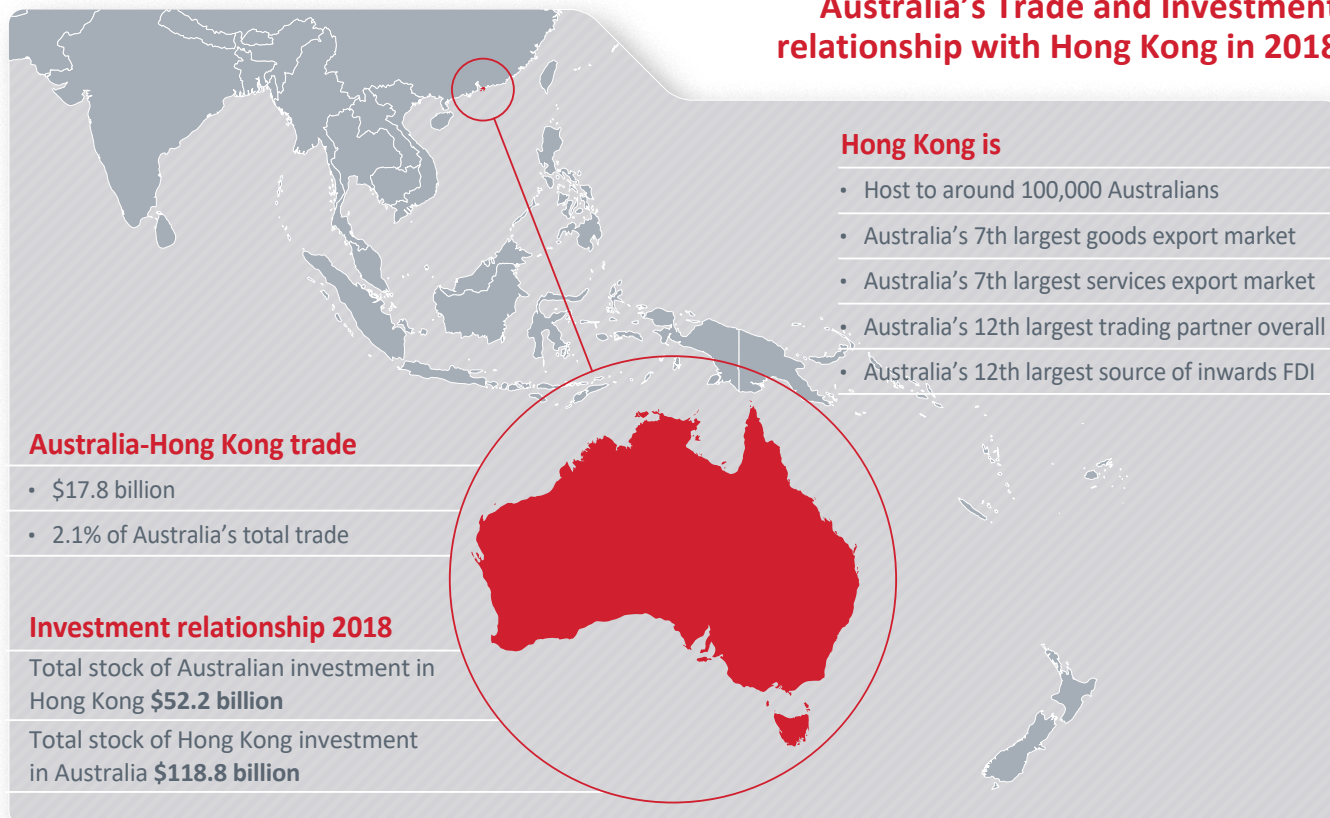 Australia’s Trade and Investment
relationship with Hong Kong in 2018
Hong Kong is
• Host to around 100,000 Australians
• Australia’s 7th largest goods export market
• Australia’s 7th largest services export market
• Australia’s 12th largest trading partner overall
• Australia’s 12th largest source of inwards FDI
Australia-Hong Kong trade
• $17.8 billion
• 2.1% of Australia’s total trade
Investment relationship 2018
Total stock of Australian investment in
Hong Kong $52.2 billion
Total stock of Hong Kong investment
in Australia $118.8 billion